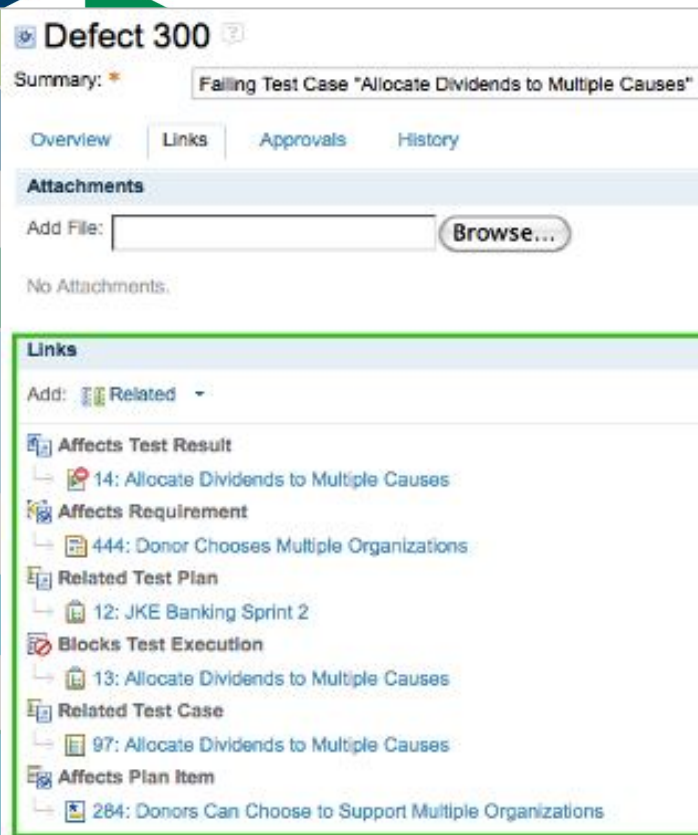 Defect 300 ?
Summary: * Failing Test Case "Allocate Dividends to Multiple Causes"
Overview Links Approvals History
Attachments
Add File: Browse...
No Attachments.
Links
Add: Related
Affects Test Result
14: Allocate Dividends to Multiple Causes
Affects Requirement
444: Donor Chooses Multiple Organizations
Related Test Plan
12: JKE Banking Sprint 2
Blocks Test Execution
13: Allocate Dividends to Multiple Causes
Related Test Case
97: Allocate Dividends to Multiple Causes
Affects Plan Item
284: Donors Can Choose to Support Multiple Organizations